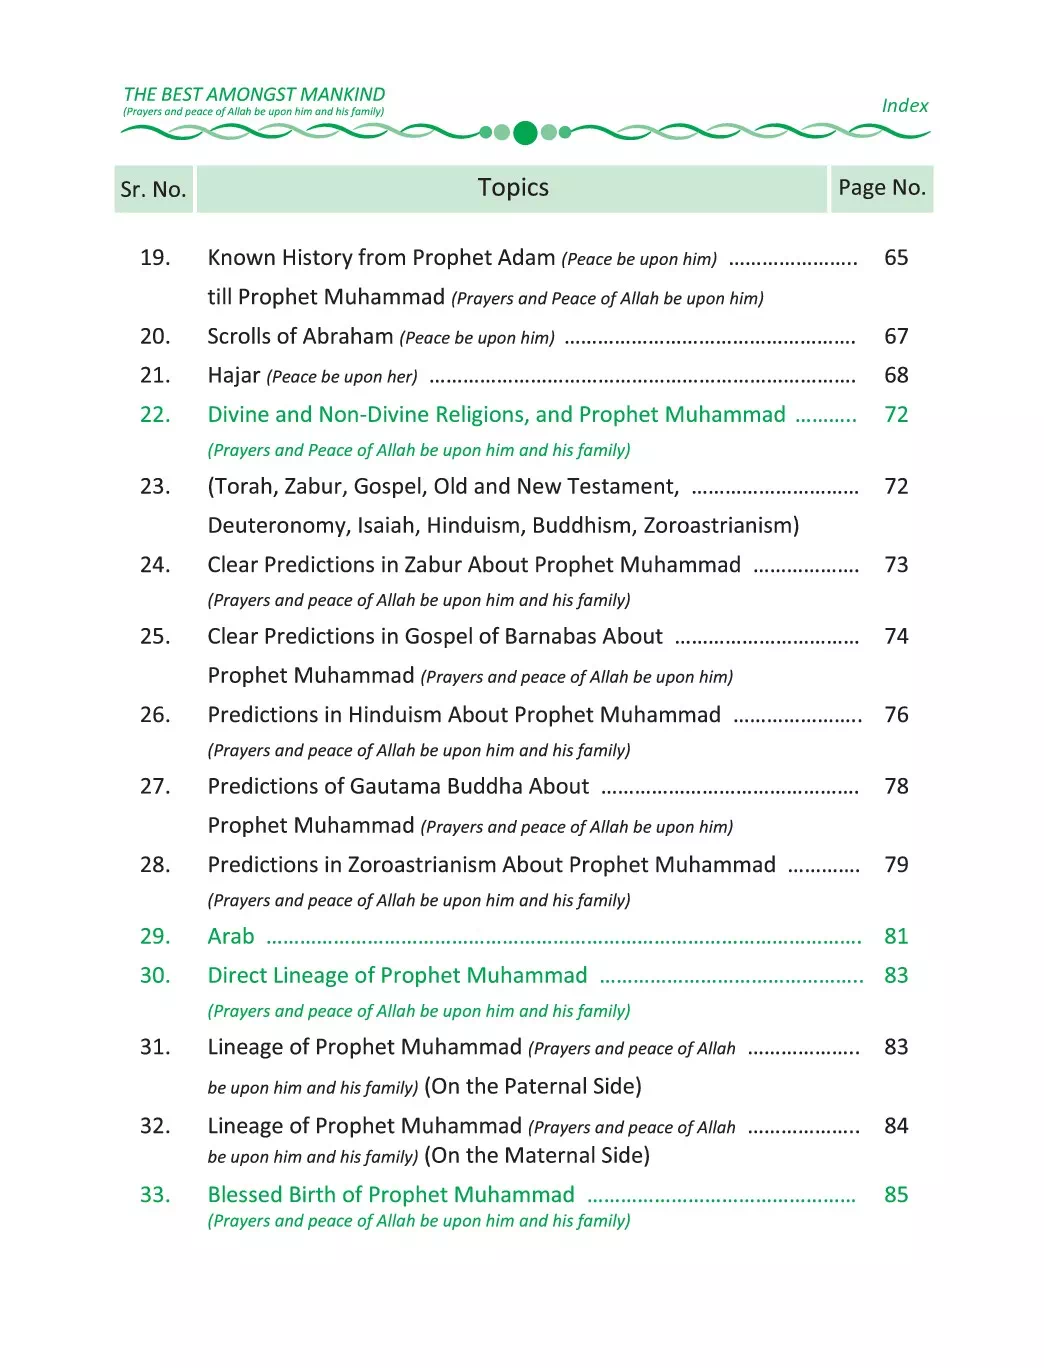 THE BEST AMONGST MANKIND
(Prayers and peace of Allah be upon him and his family)
Index
Sr. No. Topics Page No.
19. Known History from Prophet Adam (Peace be upon him) ..................... 65
till Prophet Muhammad (Prayers and Peace of Allah be upon him)
20. Scrolls of Abraham (Peace be upon him) .................................................... 67
21. Hajar (Peace be upon her) ............................................................................ 68
22. Divine and Non-Divine Religions, and Prophet Muhammad ........... 72
(Prayers and Peace of Allah be upon him and his family)
23. (Torah, Zabur, Gospel, Old and New Testament, .............................. 72
Deuteronomy, Isaiah, Hinduism, Buddhism, Zoroastrianism)
24. Clear Predictions in Zabur About Prophet Muhammad ................... 73
(Prayers and peace of Allah be upon him and his family)
25. Clear Predictions in Gospel of Barnabas About ................................. 74
Prophet Muhammad (Prayers and peace of Allah be upon him)
26. Predictions in Hinduism About Prophet Muhammad ....................... 76
(Prayers and peace of Allah be upon him and his family)
27. Predictions of Gautama Buddha About .............................................. 78
Prophet Muhammad (Prayers and peace of Allah be upon him)
28. Predictions in Zoroastrianism About Prophet Muhammad ............. 79
(Prayers and peace of Allah be upon him and his family)
29. Arab .......................................................................................................... 81
30. Direct Lineage of Prophet Muhammad ............................................... 83
(Prayers and peace of Allah be upon him and his family)
31. Lineage of Prophet Muhammad (Prayers and peace of Allah .................... 83
be upon him and his family) (On the Paternal Side)
32. Lineage of Prophet Muhammad (Prayers and peace of Allah .................... 84
be upon him and his family) (On the Maternal Side)
33. Blessed Birth of Prophet Muhammad ................................................ 85
(Prayers and peace of Allah be upon him and his family)